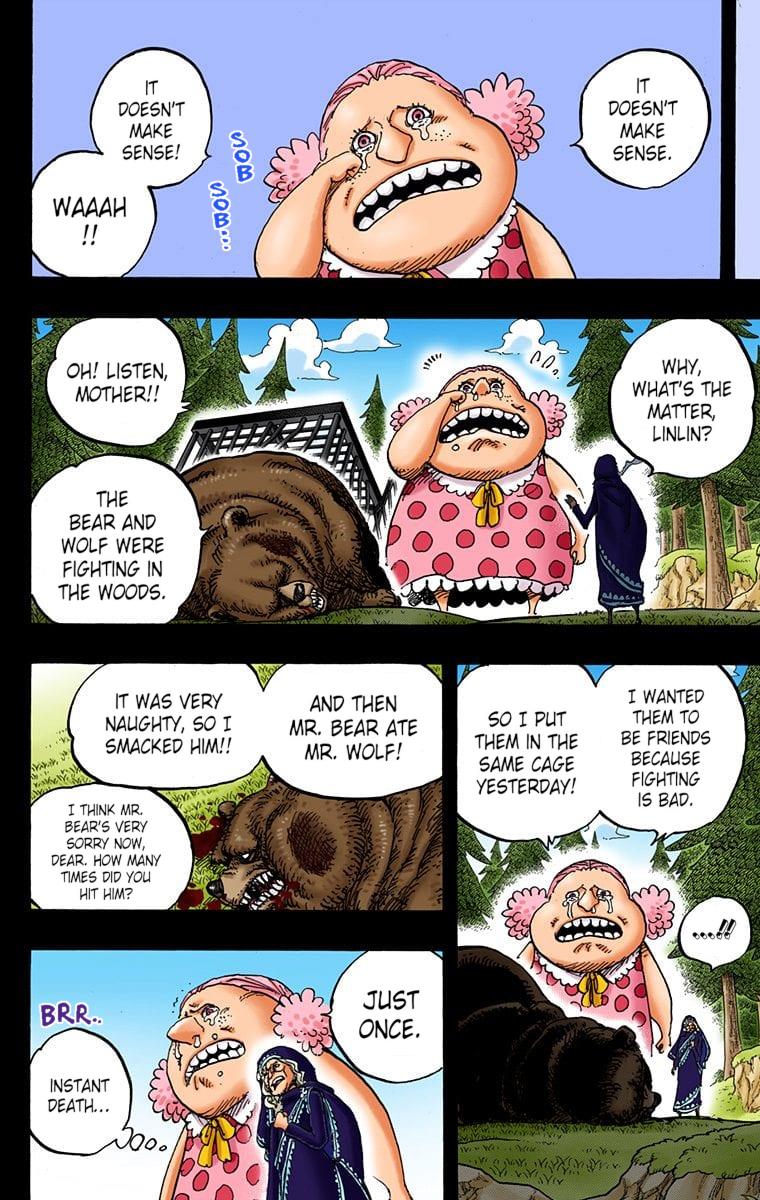 IT
DOESN'T
MAKE
SENSE.
IT
DOESN'T
MAKE
SENSE!
WAAAH
!!
SOB
SOB...
WHY,
WHAT'S THE
MATTER,
LINLIN?
OH! LISTEN,
MOTHER!!
THE
BEAR AND
WOLF WERE
FIGHTING IN
THE WOODS.
I WANTED
THEM TO
BE FRIENDS
BECAUSE
FIGHTING
IS BAD.
SO I PUT
THEM IN THE
SAME CAGE
YESTERDAY!
...!!
AND THEN
MR. BEAR ATE
MR. WOLF!
IT WAS VERY
NAUGHTY, SO I
SMACKED HIM!!
I THINK MR.
BEAR'S VERY
SORRY NOW,
DEAR. HOW MANY
TIMES DID YOU
HIT HIM?
JUST
ONCE.
BRR..
INSTANT
DEATH...